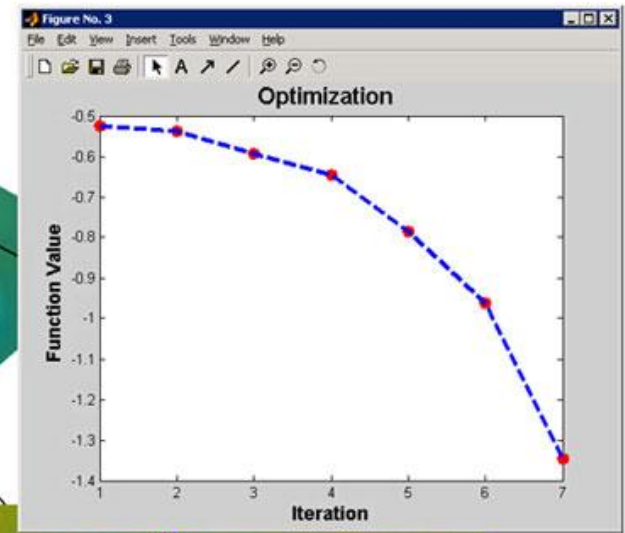 Figure No. 3
File Edit View Insert Tools Window Help
A
Optimization
-0.5
-0.6
-0.7
-0.8
-0.9
-1
-1.1
-1.2
-1.3
-1.4
Function Value
1 2 3 4 5 6 7
Iteration